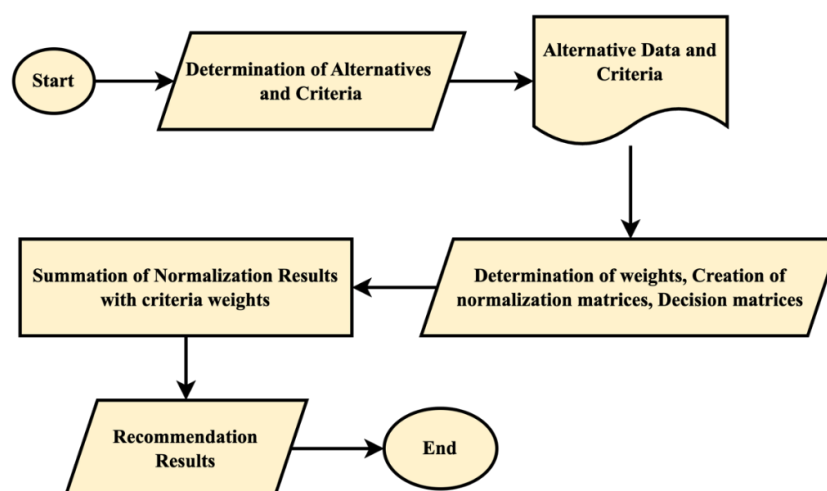 Start
Determination of Alternatives
and Criteria
Alternative Data and
Criteria
Determination of weights, Creation of
normalization matrices, Decision matrices
Summation of Normalization Results
with criteria weights
Recommendation
Results
End